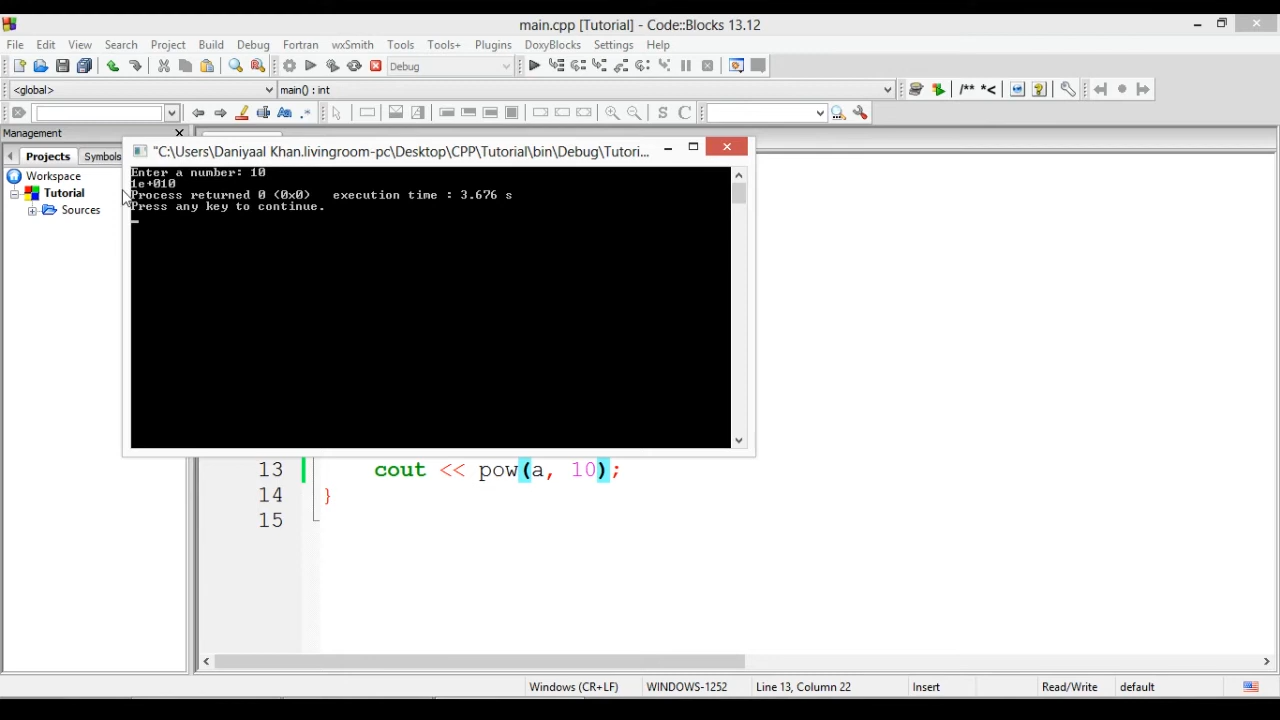 main.cpp [Tutorial] - Code::Blocks 13.12
File Edit View Search Project Build Debug Fortran wxSmith Tools Tools+ Plugins DoxyBlocks Settings Help
Debug
<global> main() : int /** *<
S C
Management
Projects Symbols
Workspace
Tutorial
Sources
"C:\Users\Daniyaal Khan.livingroom-pc\Desktop\CPP\Tutorial\bin\Debug\Tutori...
Enter a number: 10
1e+010
Process returned 0 (0x0) execution time : 3.676 s
Press any key to continue.
13 cout << pow(a, 10);
14 }
15
Windows (CR+LF) WINDOWS-1252 Line 13, Column 22 Insert Read/Write default